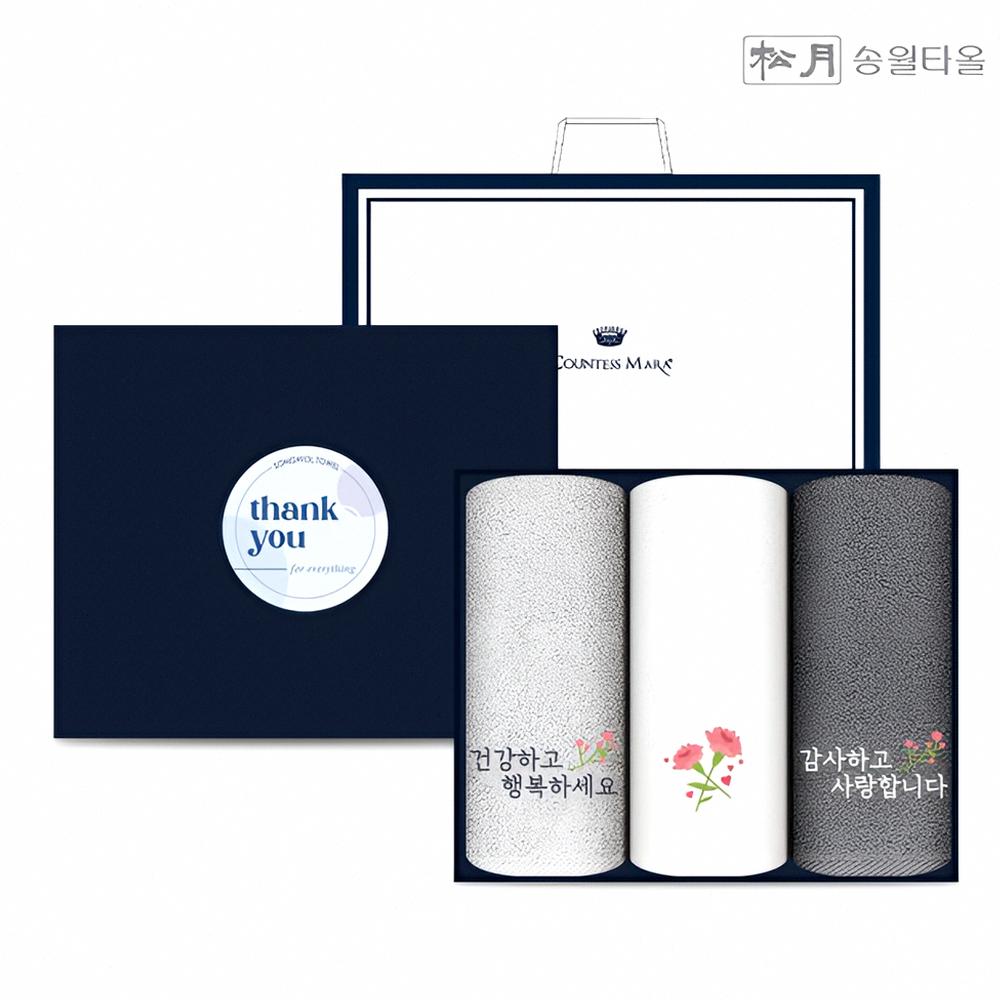 松月 송월타올
COUNTESS MARA
thank
you
for everything
건강하고
행복하세요
감사하고
사랑합니다